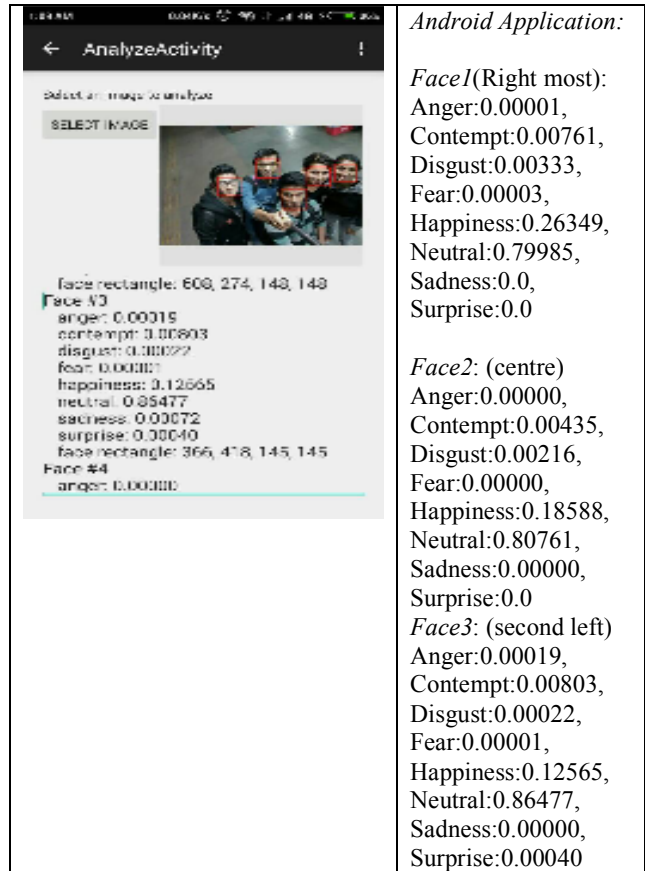 AM
AnalyzeActivity
Select an image to analyze
SELECT IMAGE
face rectangle: 608, 274, 148, 148
Face #3
anger: 0.00019
contempt: 0.00803
disgust: 0.00022
fear: 0.00001
happiness: 0.12565
neutral: 0.86477
sadness: 0.00072
surprise: 0.00040
face rectangle: 366, 418, 145, 145
Face #4
anger: 0.00000
Android Application:
Face1(Right most):
Anger:0.00001,
Contempt:0.00761,
Disgust:0.00333,
Fear:0.00003,
Happiness:0.26349,
Neutral:0.79985,
Sadness:0.0,
Surprise:0.0
Face2: (centre)
Anger:0.00000,
Contempt:0.00435,
Disgust:0.00216,
Fear:0.00000,
Happiness:0.18588,
Neutral:0.80761,
Sadness:0.00000,
Surprise:0.0
Face3: (second left)
Anger:0.00019,
Contempt:0.00803,
Disgust:0.00022,
Fear:0.00001,
Happiness:0.12565,
Neutral:0.86477,
Sadness:0.00000,
Surprise:0.00040